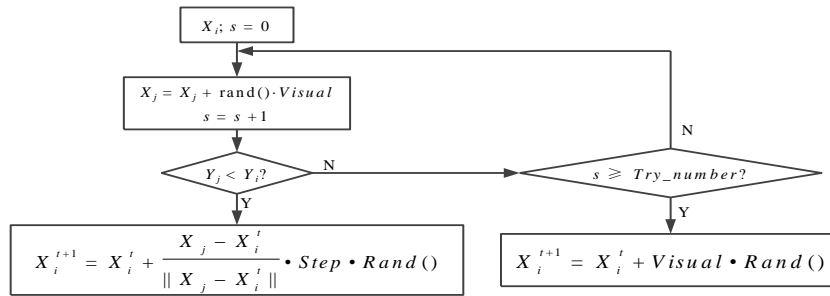 X_i; s = 0
X_j = X_j + rand()·Visual
s = s +1
N
Y_j < Y_i?
N
s ⩾ Try_number?
Y
Y
X_i^{t+1} = X_i^t + \frac{X_j - X_i^t}{|| X_j - X_i^t ||} • Step • Rand()
X_i^{t+1} = X_i^t + Visual • Rand()